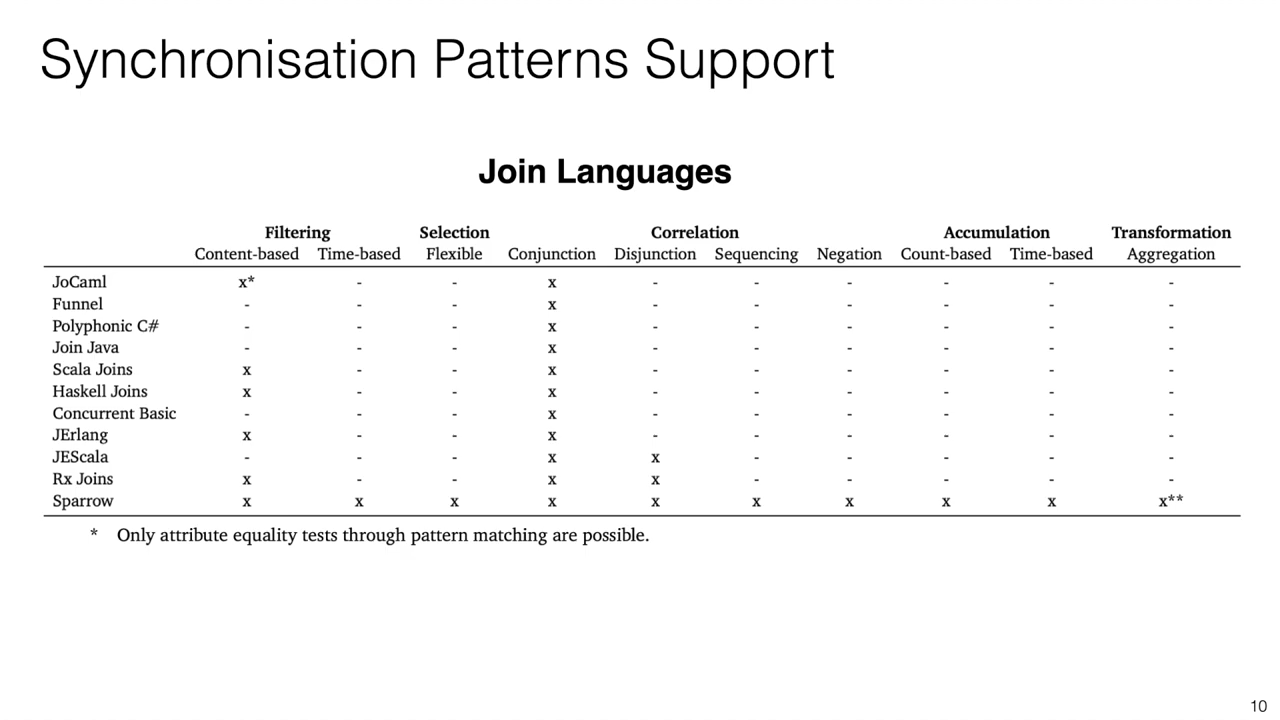 Synchronisation Patterns Support
Join Languages
Filtering Selection Correlation Accumulation Transformation
Content-based Time-based Flexible Conjunction Disjunction Sequencing Negation Count-based Time-based Aggregation
JoCaml x* - - x - - - - - -
Funnel - - - x - - - - - -
Polyphonic C# - - - x - - - - - -
Join Java - - - x - - - - - -
Scala Joins x - - x - - - - - -
Haskell Joins x - - x - - - - - -
Concurrent Basic - - - x - - - - - -
JErlang x - - x - - - - - -
JEScala - - - x x - - - - -
Rx Joins x - - x x - - - - -
Sparrow x x x x x x x x x x**
* Only attribute equality tests through pattern matching are possible.
10